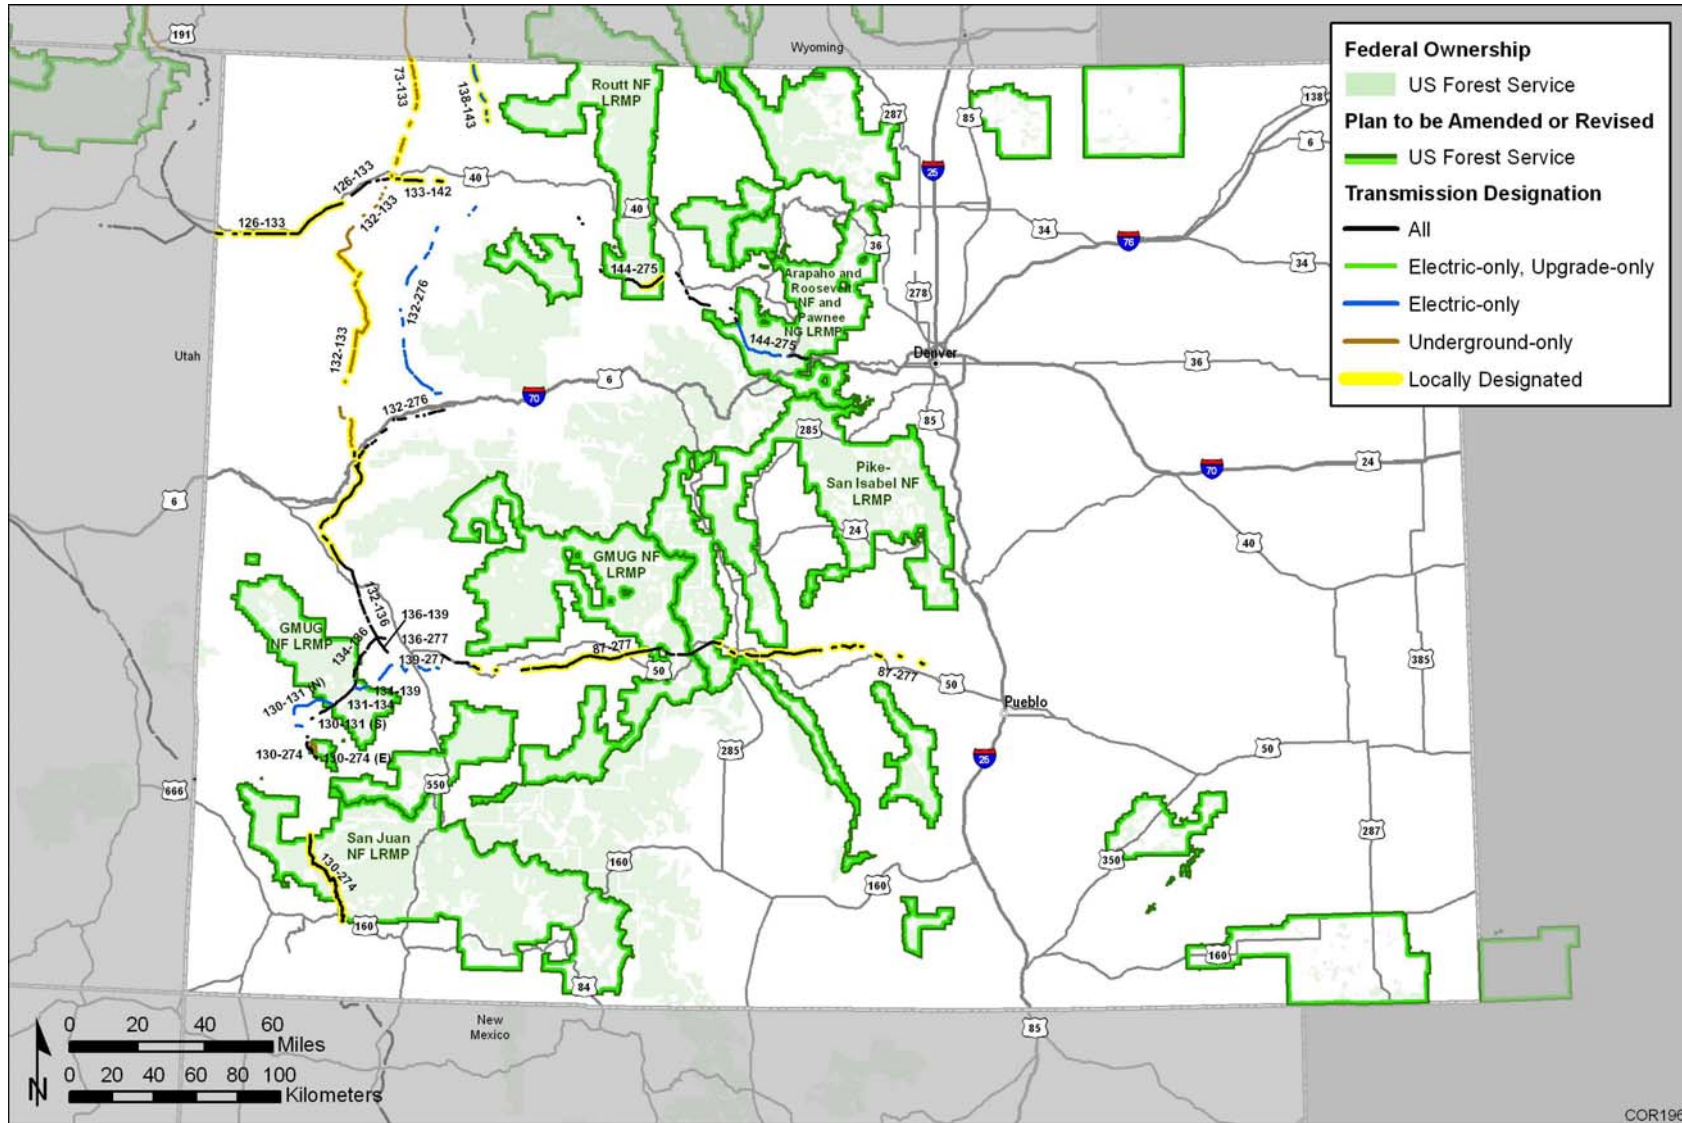 191
Wyoming
Federal Ownership
US Forest Service
Plan to be Amended or Revised
US Forest Service
Transmission Designation
All
Electric-only, Upgrade-only
Electric-only
Underground-only
Locally Designated
73-133
138-143
Routt NF
LRMP
287
85
138
6
25
126-133
133-142
40
132-133
126-133
40
34
36
76
34
144-275
Arapaho and
Roosevelt
NF and
Pawnee
NG LRMP
278
132-276
Utah
132-133
144-275
Denver
36
6
70
132-276
285
85
Pike-
San Isabel NF
LRMP
24
70
6
24
40
GMUG NF
LRMP
132-136
136-139
GMUG
NF LRMP
134-136
136-277
139-277
87-277
50
385
87-277
50
130-131 (N)
134-139
131-134
130-131 (S)
Pueblo
130-274
130-274 (E)
285
50
25
666
550
San Juan
NF LRMP
130-274
287
350
160
160
160
160
84
New
Mexico
85
0 20 40 60
Miles
0 20 40 60 80 100
Kilometers
N
COR196